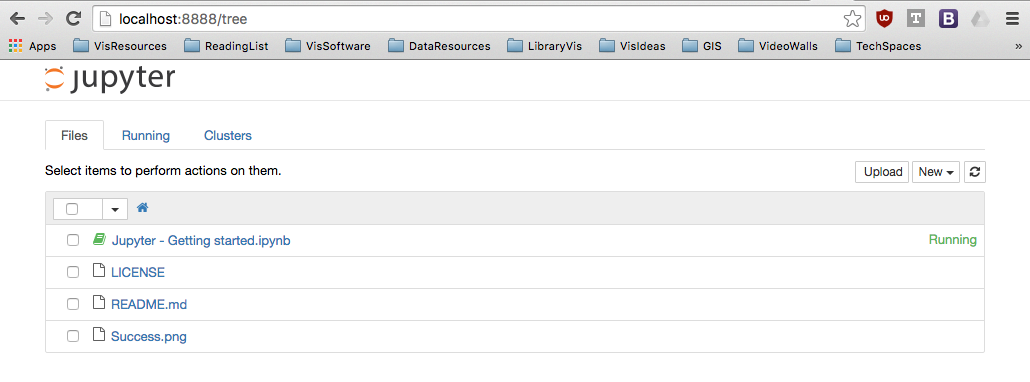 localhost:8888/tree
Apps VisResources ReadingList VisSoftware DataResources LibraryVis VisIdeas GIS VideoWalls TechSpaces »
jupyter
Files Running Clusters
Select items to perform actions on them.
Upload New
Jupyter - Getting started.ipynb Running
LICENSE
README.md
Success.png